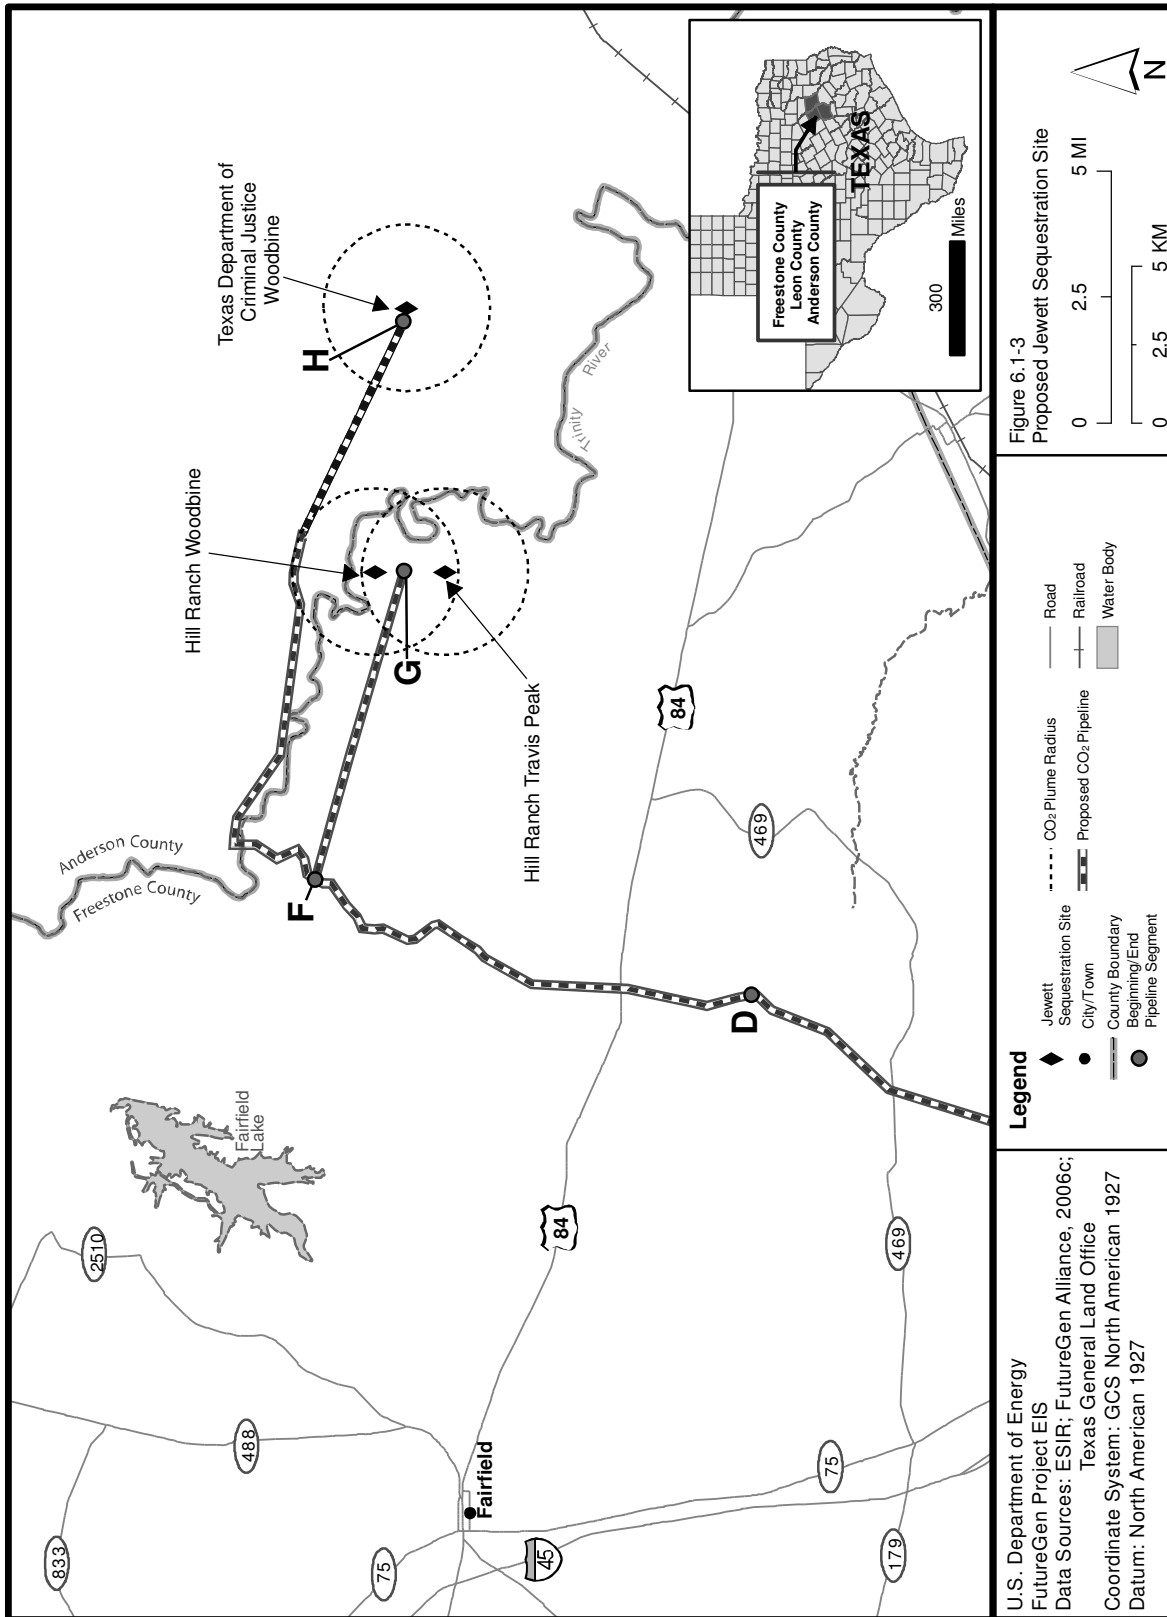 Anderson County
Freestone County
Texas Department of
Criminal Justice
Woodbine
H
Hill Ranch Woodbine
G
Hill Ranch Travis Peak
F
D
Trinity
River
Fairfield
Lake
2510
488
833
75
45
Fairfield
84
84
469
469
75
179
Freestone County
Leon County
Anderson County
TEXAS
300
Miles
U.S. Department of Energy
FutureGen Project EIS
Data Sources: ESIR; FutureGen Alliance, 2006c;
Texas General Land Office
Coordinate System: GCS North American 1927
Datum: North American 1927
Legend
Jewett
Sequestration Site
City/Town
County Boundary
Beginning/End
Pipeline Segment
CO2 Plume Radius
Proposed CO2 Pipeline
Road
Railroad
Water Body
Figure 6.1-3
Proposed Jewett Sequestration Site
0 2.5 5 MI
0 2.5 5 KM
N